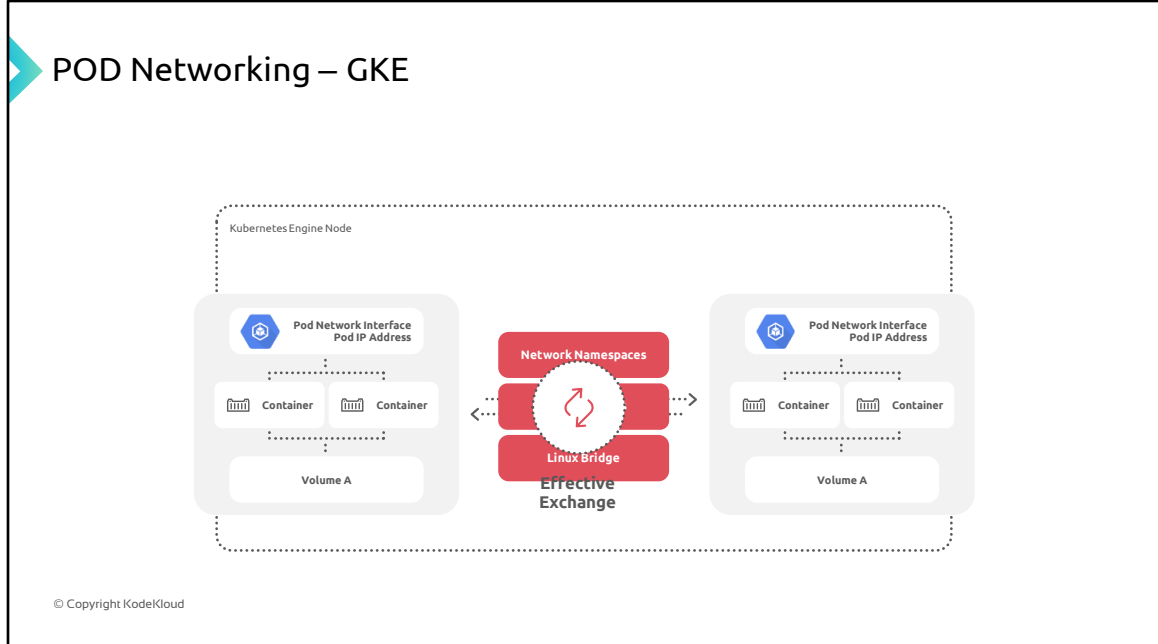 POD Networking – GKE
Kubernetes Engine Node
Pod Network Interface
Pod IP Address
Container
Container
Volume A
Network Namespaces
Linux Bridge
Effective
Exchange
Pod Network Interface
Pod IP Address
Container
Container
Volume A
© Copyright KodeKloud